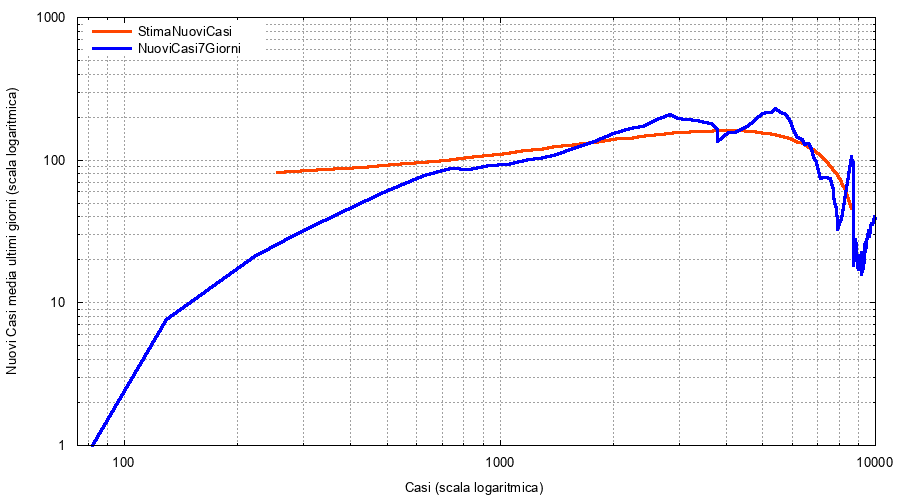 1000
StimaNuoviCasi
NuoviCasi7Giorni
100
10
1
Nuovi Casi media ultimi giorni (scala logaritmica)
100
1000
10000
Casi (scala logaritmica)